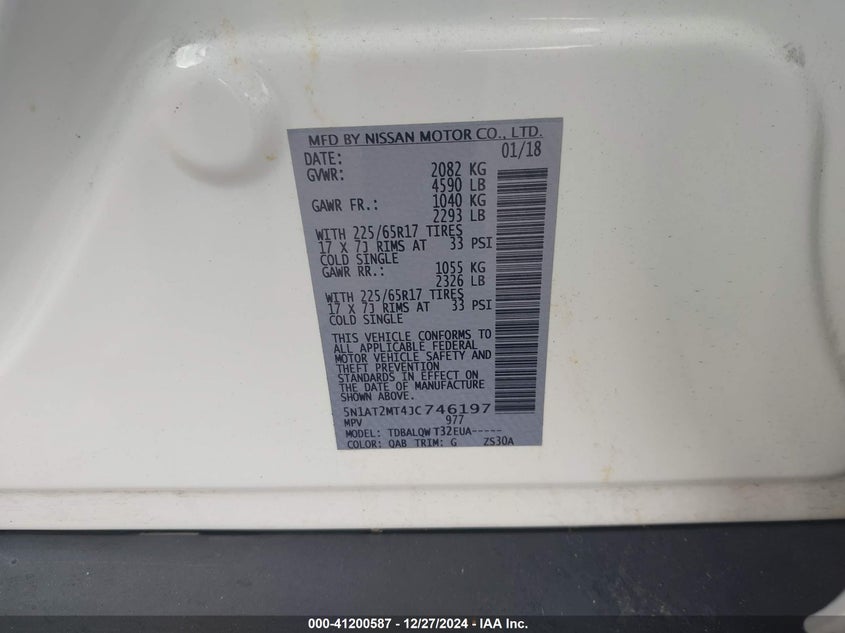 MFD BY NISSAN MOTOR CO., LTD.
DATE: 01/18
GVWR: 2082 KG
4590 LB
GAWR FR.: 1040 KG
2293 LB
WITH 225/65R17 TIRES
17 X 7J RIMS AT 33 PSI
COLD SINGLE
GAWR RR.: 1055 KG
2326 LB
WITH 225/65R17 TIRES
17 X 7J RIMS AT 33 PSI
COLD SINGLE
THIS VEHICLE CONFORMS TO
ALL APPLICABLE FEDERAL
MOTOR VEHICLE SAFETY AND
THEFT PREVENTION
STANDARDS IN EFFECT ON
THE DATE OF MANUFACTURE
SHOWN ABOVE.
5N1AT2MT4JC746197
MPV 977
MODEL: TDBALQW T32EUA-----
COLOR: QAB TRIM: G ZS30A
000-41200587 - 12/27/2024 - IAA Inc.